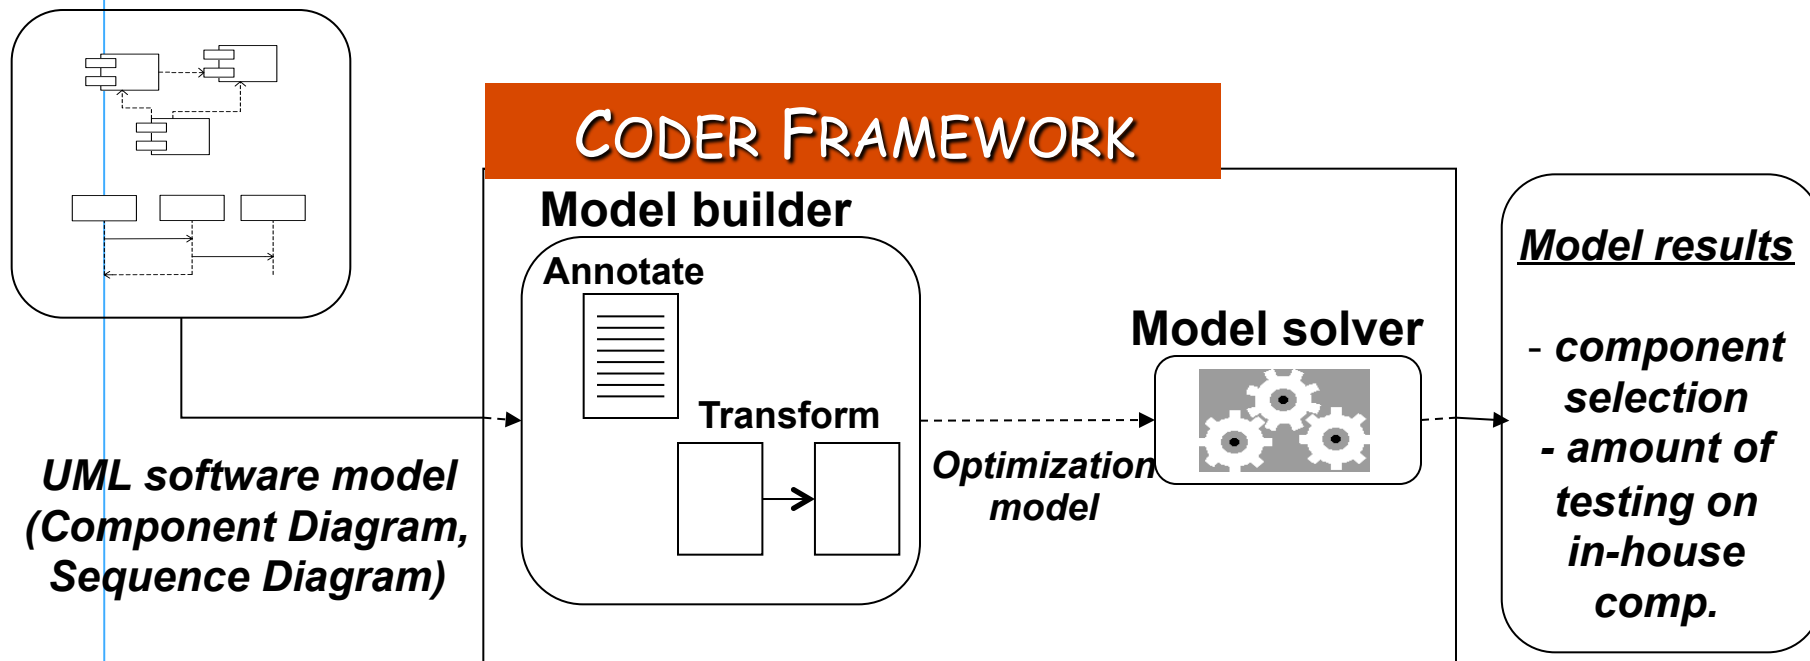 CODER FRAMEWORK
Model builder
Annotate
Transform
UML software model
(Component Diagram,
Sequence Diagram)
Optimization
model
Model solver
Model results
- component
selection
- amount of
testing on
in-house
comp.